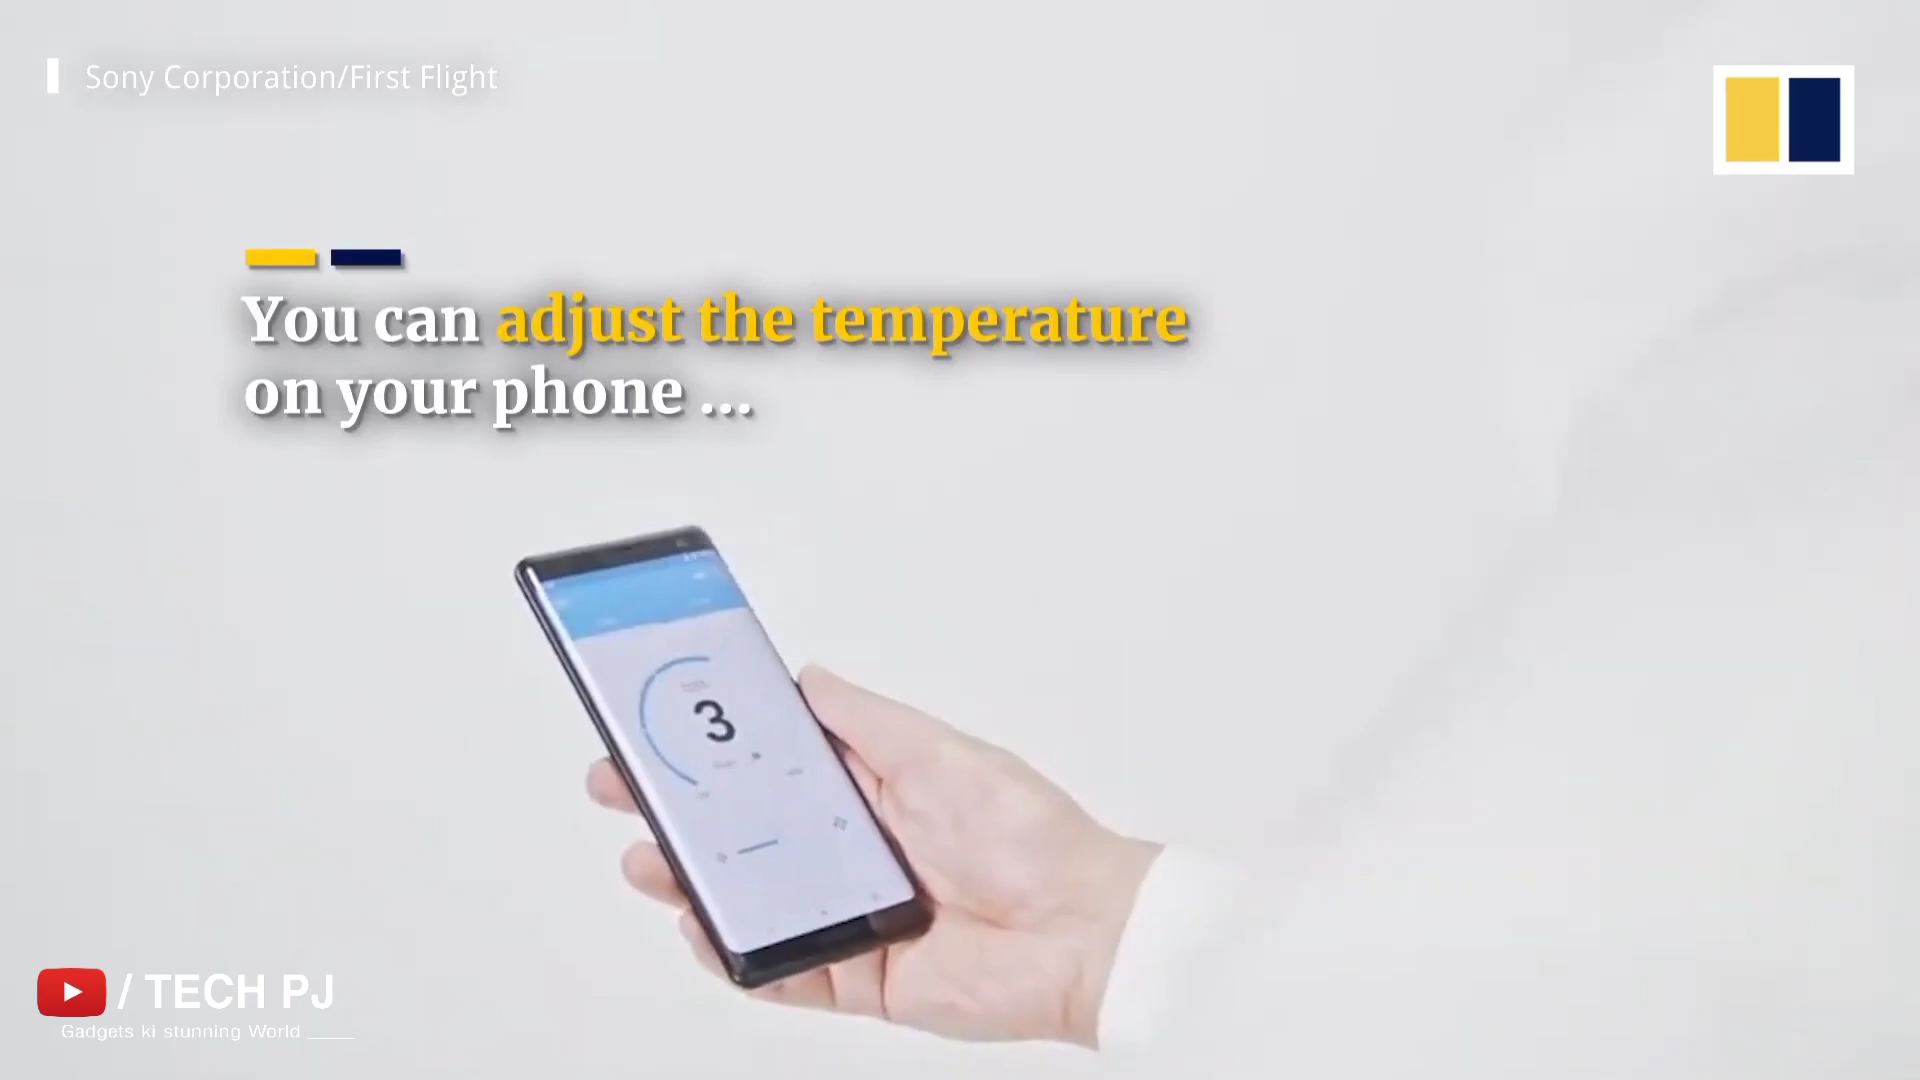 Sony Corporation/First Flight
You can adjust the temperature
on your phone ...
3
/ TECH PJ
Gadgets ki stunning World